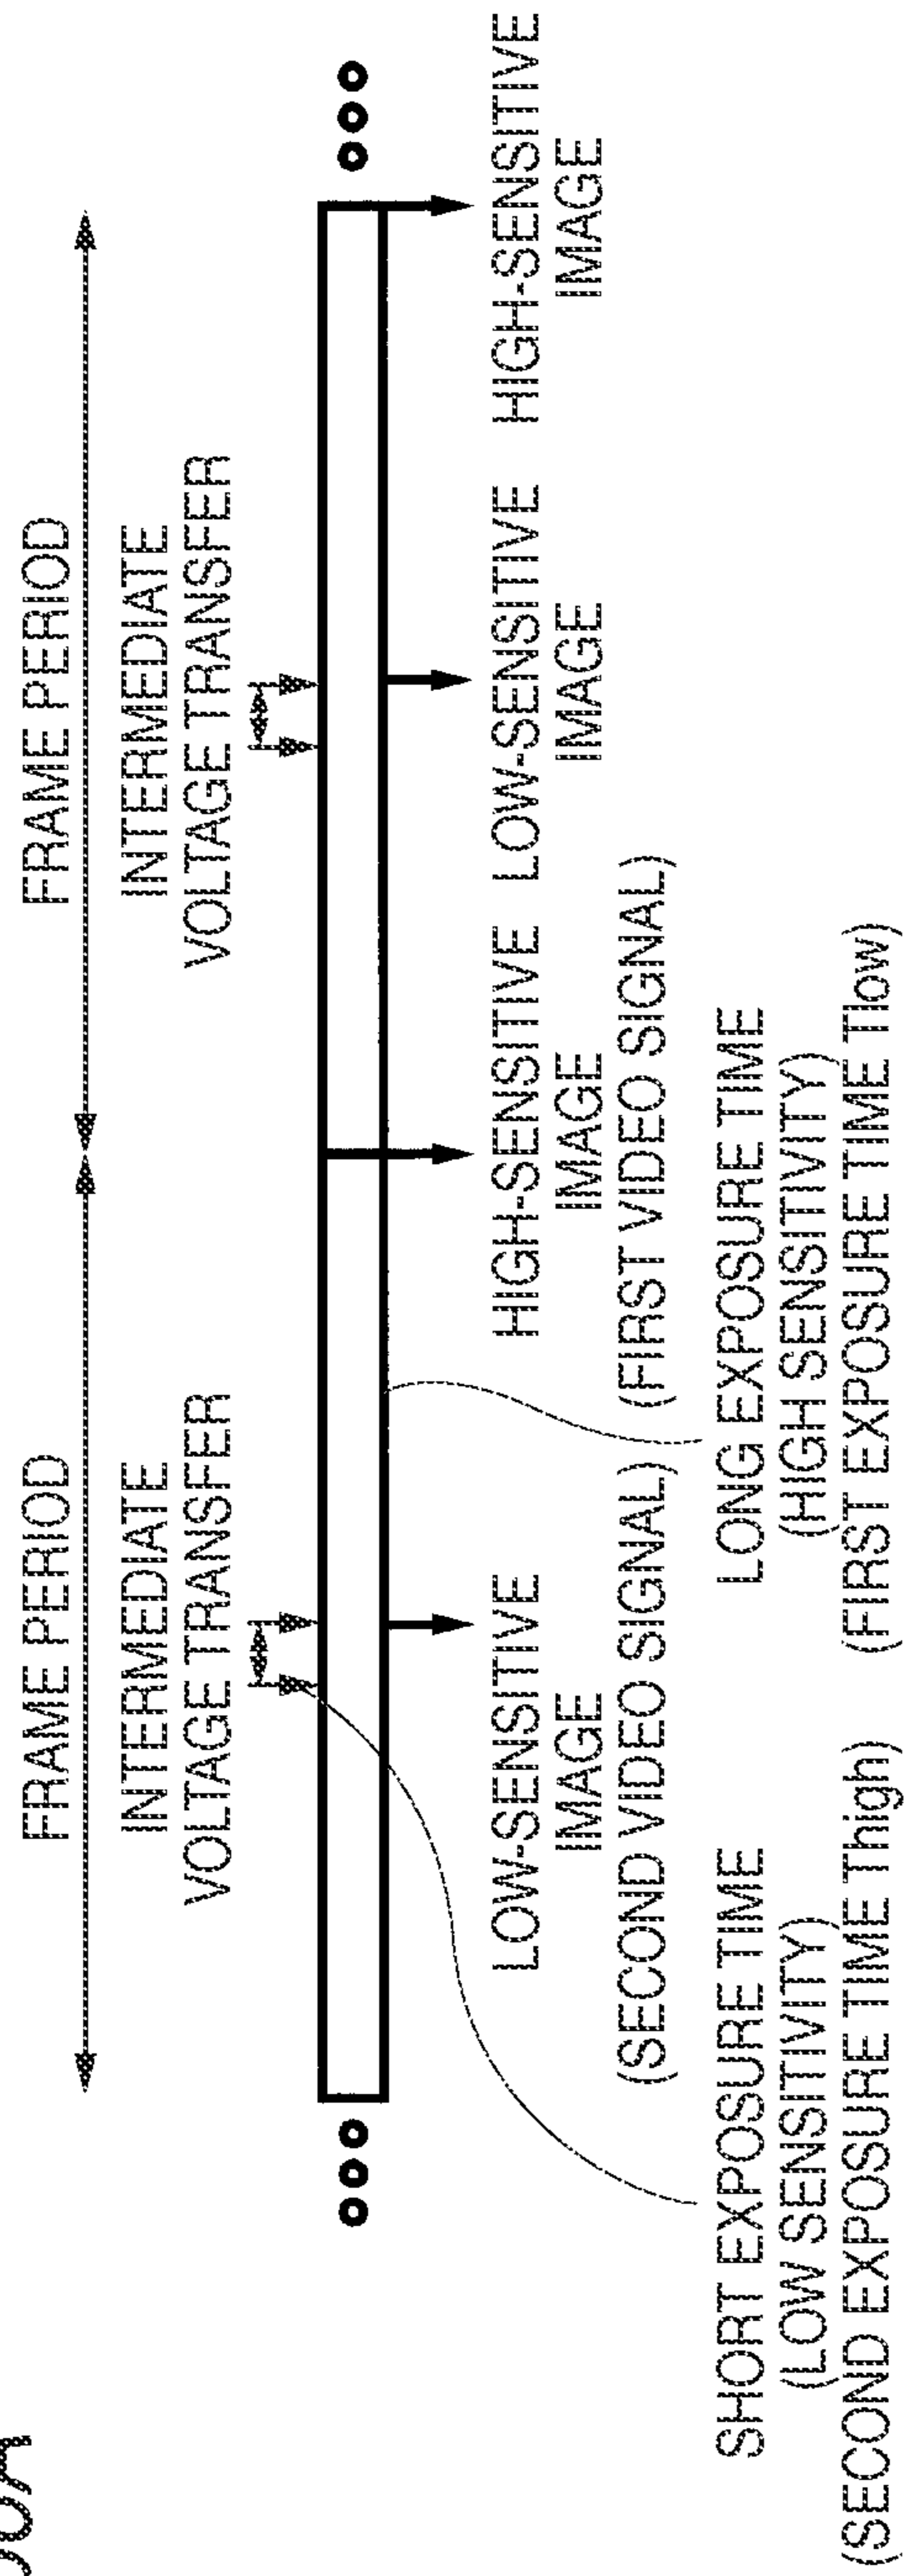 FRAME PERIOD
FRAME PERIOD
INTERMEDIATE
VOLTAGE TRANSFER
INTERMEDIATE
VOLTAGE TRANSFER
LOW-SENSITIVE
IMAGE
(SECOND VIDEO SIGNAL)
HIGH-SENSITIVE
IMAGE
(FIRST VIDEO SIGNAL)
LOW-SENSITIVE
IMAGE
HIGH-SENSITIVE
IMAGE
SHORT EXPOSURE TIME
(LOW SENSITIVITY)
(SECOND EXPOSURE TIME Thigh)
LONG EXPOSURE TIME
(HIGH SENSITIVITY)
(FIRST EXPOSURE TIME Tlow)